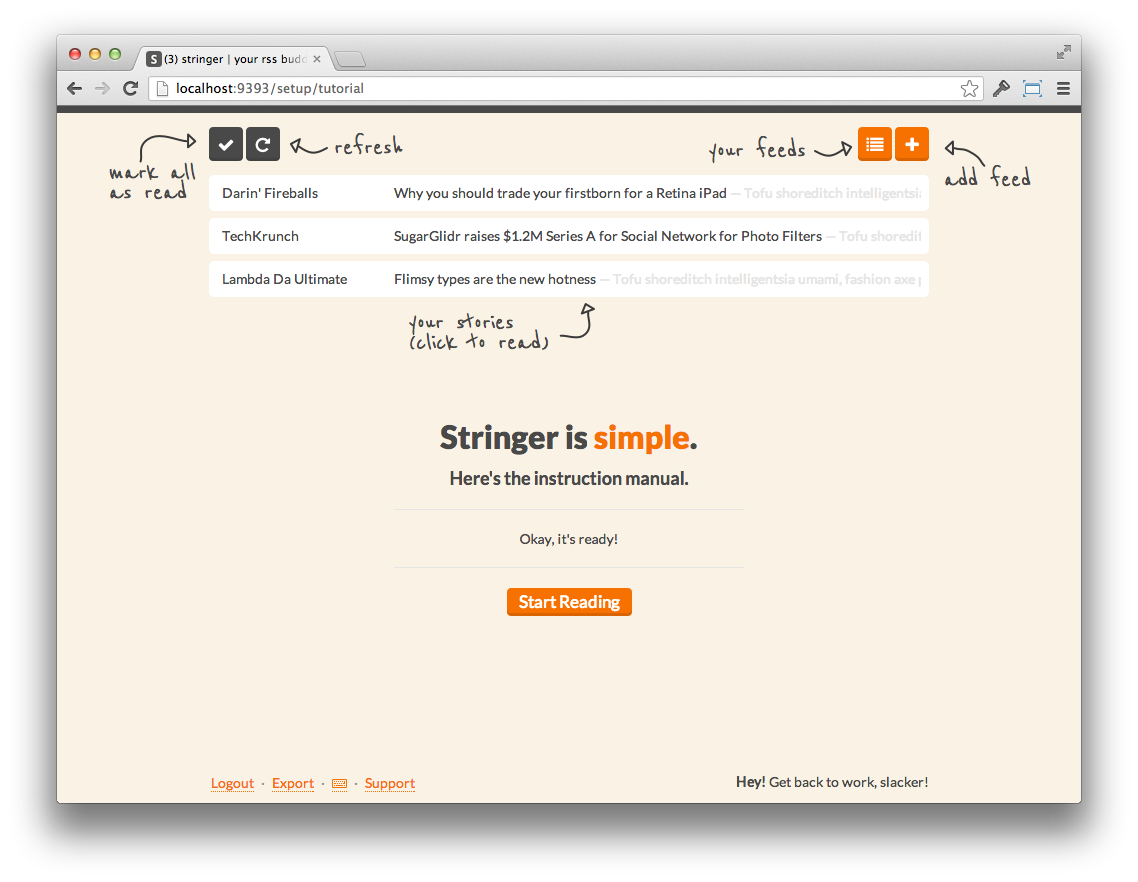 (3) stringer | your rss bud
localhost:9393/setup/tutorial
mark all
as read
refresh
your feeds
add feed
Darin' Fireballs Why you should trade your firstborn for a Retina iPad — Tofu shoreditch intelligentsia
TechKrunch SugarGlidr raises $1.2M Series A for Social Network for Photo Filters — Tofu shoredit
Lambda Da Ultimate Flimsy types are the new hotness — Tofu shoreditch intelligentsia umami, fashion axe
your stories
(click to read)
Stringer is simple.
Here's the instruction manual.
Okay, it's ready!
Start Reading
Logout · Export · · Support
Hey! Get back to work, slacker!